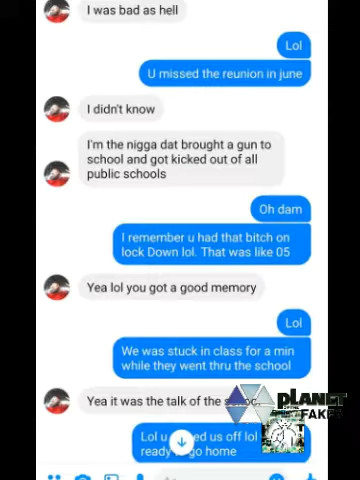 I was bad as hell
Lol
U missed the reunion in june
I didn't know
I'm the nigga dat brought a gun to
school and got kicked out of all
public schools
Oh dam
I remember u had that bitch on
lock Down lol. That was like 05
Yea lol you got a good memory
Lol
We was stuck in class for a min
while they went thru the school
Yea it was the talk of the
PLANET
OF THE
FAKES
Lol u us off lol
ready go home